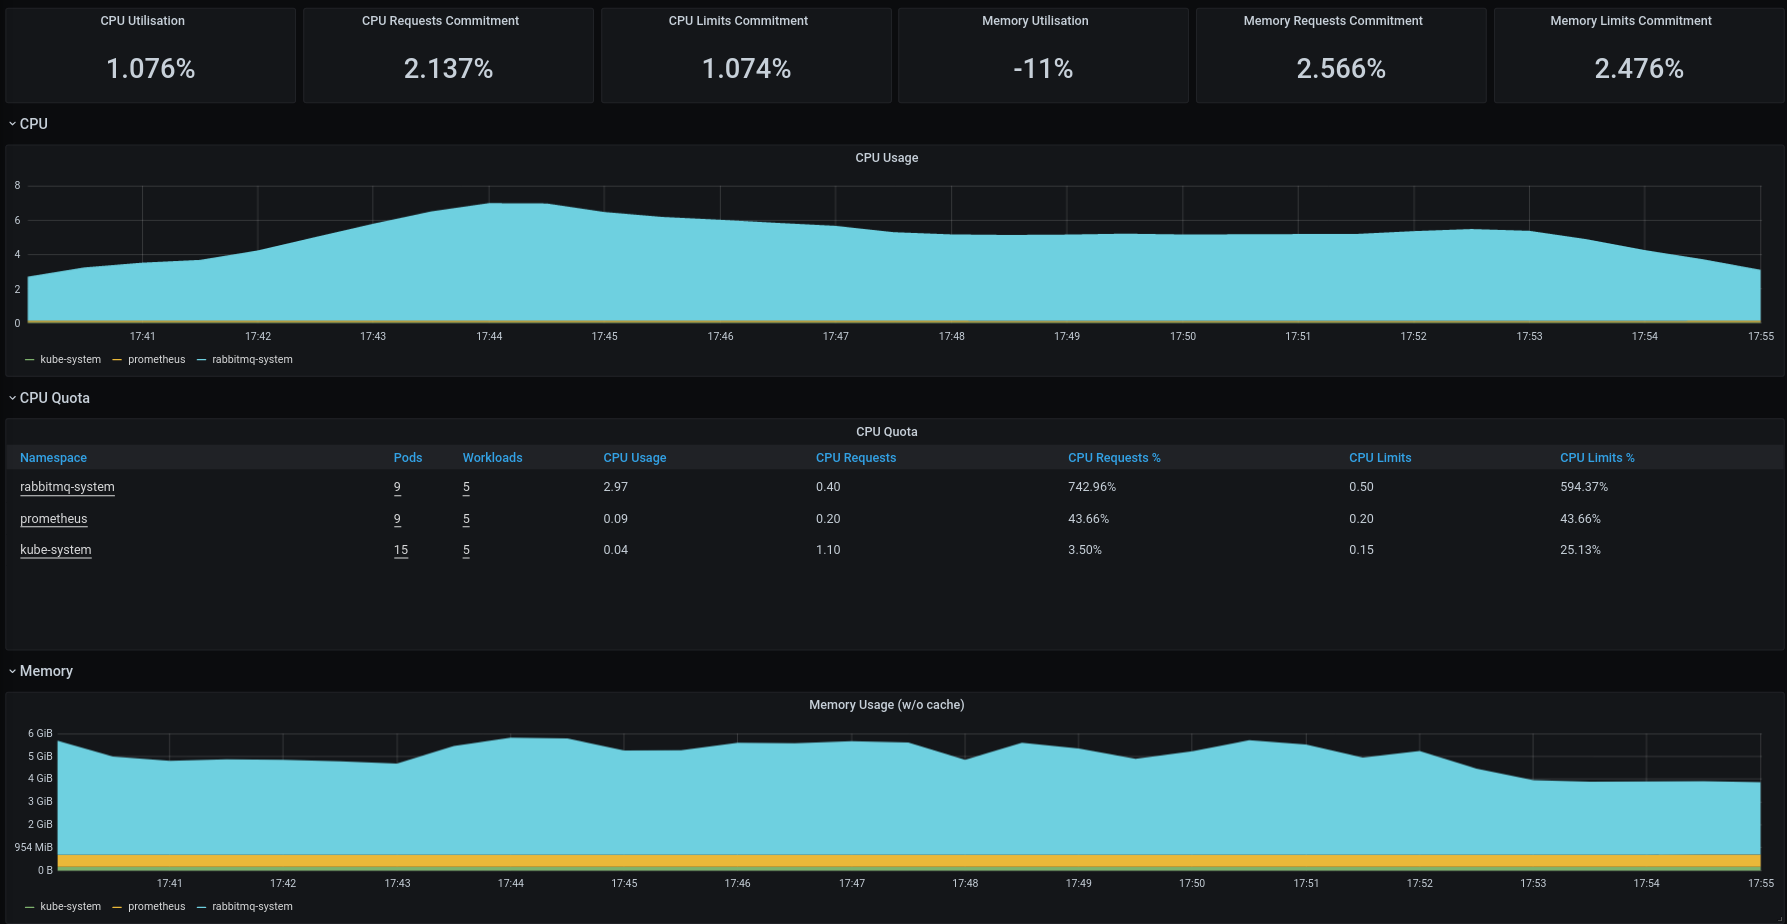 CPU Utilisation CPU Requests Commitment CPU Limits Commitment Memory Utilisation Memory Requests Commitment Memory Limits Commitment
1.076% 2.137% 1.074% -11% 2.566% 2.476%
CPU
CPU Usage
8
6
4
2
0
17:41 17:42 17:43 17:44 17:45 17:46 17:47 17:48 17:49 17:50 17:51 17:52 17:53 17:54 17:55
kube-system prometheus rabbitmq-system
CPU Quota
CPU Quota
Namespace Pods Workloads CPU Usage CPU Requests CPU Requests % CPU Limits CPU Limits %
rabbitmq-system 9 5 2.97 0.40 742.96% 0.50 594.37%
prometheus 9 5 0.09 0.20 43.66% 0.20 43.66%
kube-system 15 5 0.04 1.10 3.50% 0.15 25.13%
Memory
Memory Usage (w/o cache)
6 GiB
5 GiB
4 GiB
3 GiB
2 GiB
954 MiB
0 B
17:41 17:42 17:43 17:44 17:45 17:46 17:47 17:48 17:49 17:50 17:51 17:52 17:53 17:54 17:55
kube-system prometheus rabbitmq-system